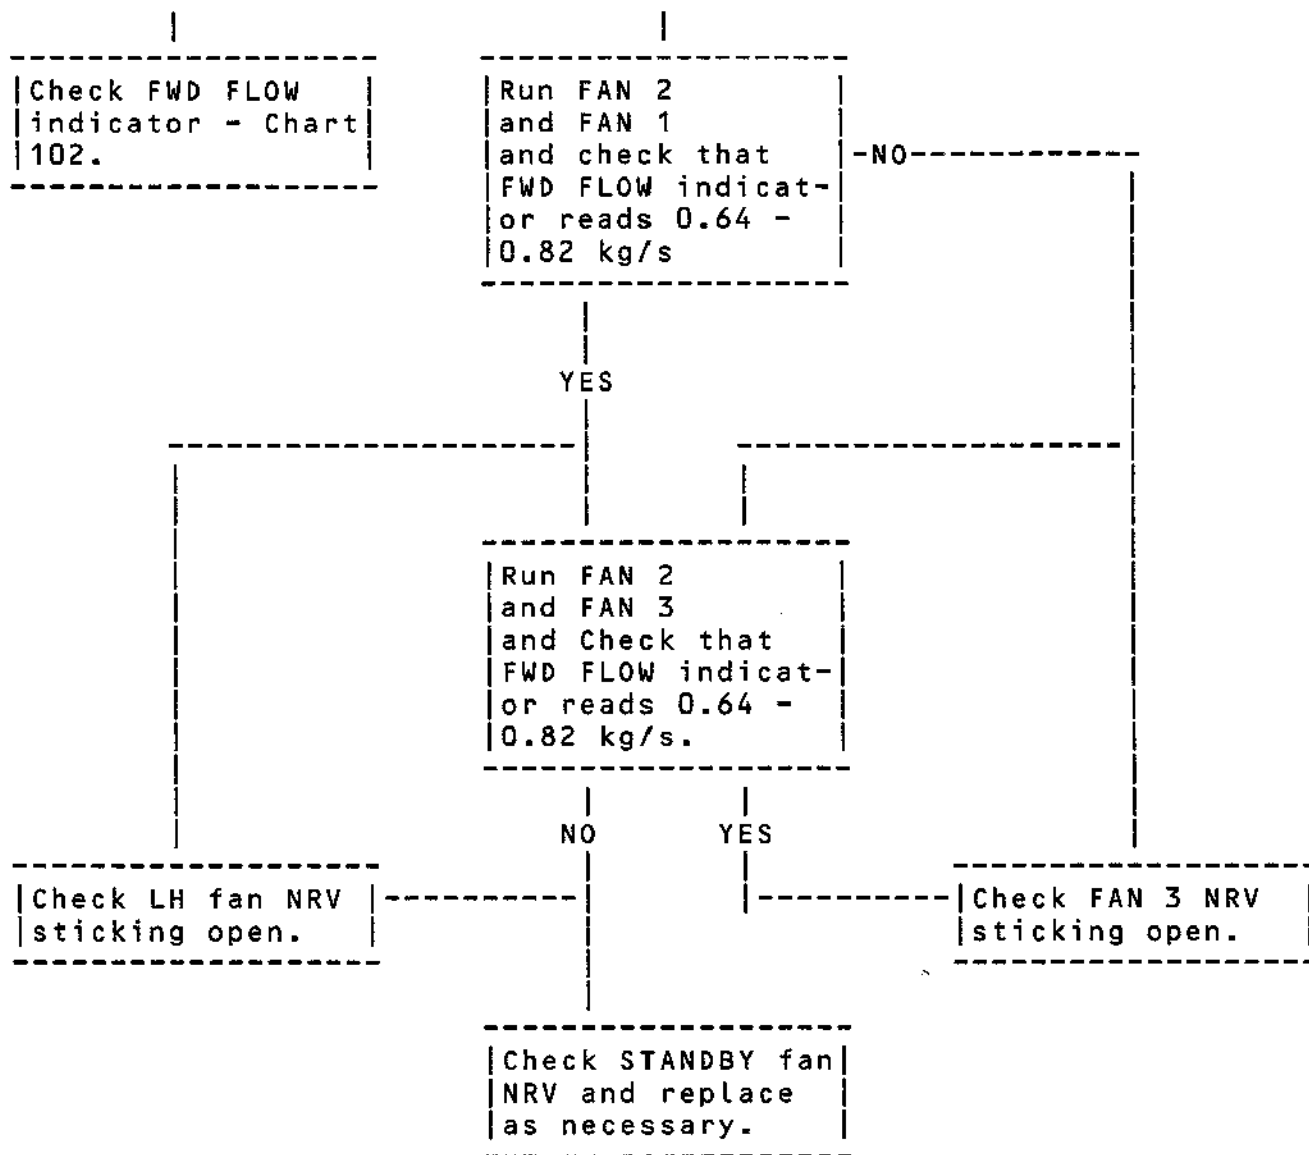 Check FWD FLOW
indicator - Chart
102.
Run FAN 2
and FAN 1
and check that
FWD FLOW indicat-
or reads 0.64 -
0.82 kg/s
NO
YES
Run FAN 2
and FAN 3
and Check that
FWD FLOW indicat-
or reads 0.64 -
0.82 kg/s.
NO
YES
Check LH fan NRV
sticking open.
Check FAN 3 NRV
sticking open.
Check STANDBY fan
NRV and replace
as necessary.